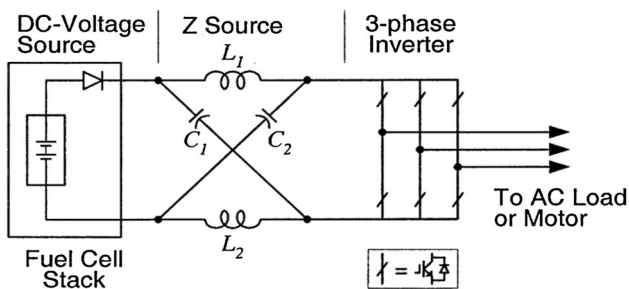 DC-Voltage
Source
Z Source
3-phase
Inverter
L1
C1
C2
L2
To AC Load
or Motor
Fuel Cell
Stack
=